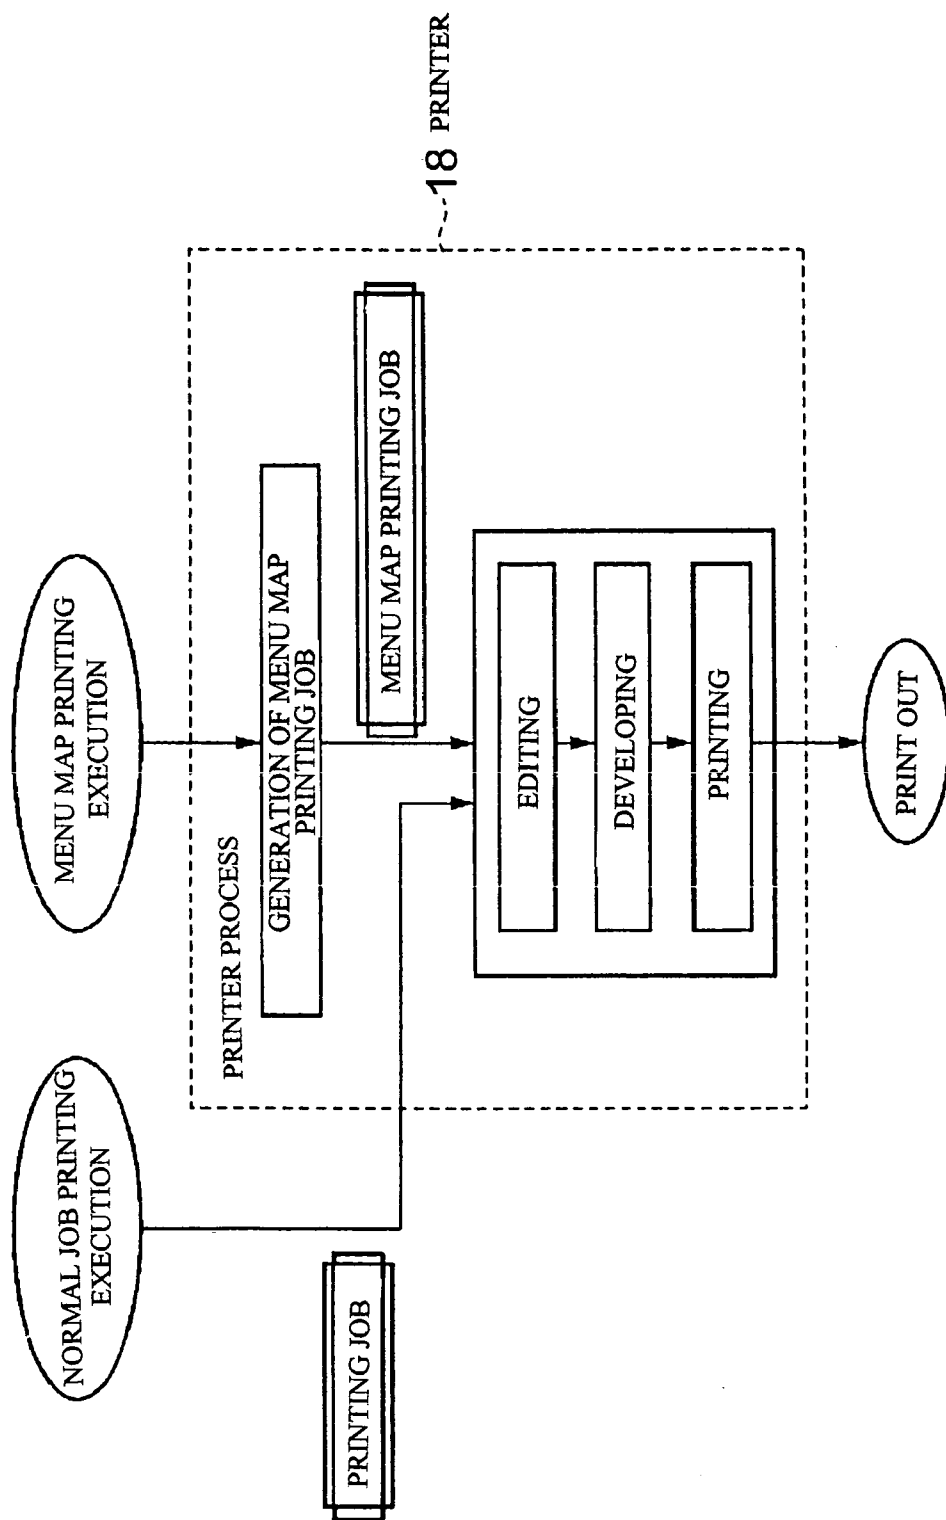 NORMAL JOB PRINTING
EXECUTION
MENU MAP PRINTING
EXECUTION
PRINTER PROCESS
GENERATION OF MENU MAP
PRINTING JOB
PRINTING JOB
MENU MAP PRINTING JOB
18 PRINTER
EDITING
DEVELOPING
PRINTING
PRINT OUT